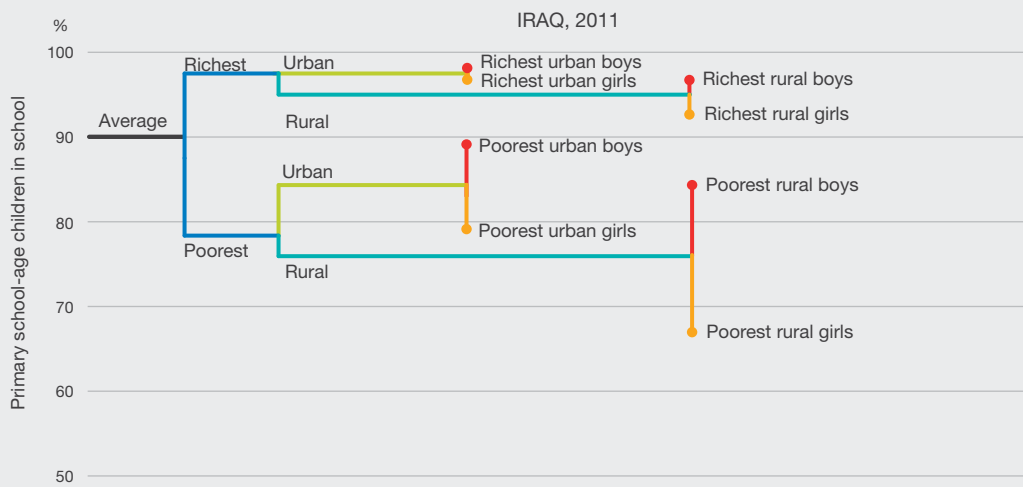 IRAQ, 2011
%
Primary school-age children in school
100
90
80
70
60
50
Average
Richest
Urban
Richest urban boys
Richest urban girls
Richest rural boys
Richest rural girls
Rural
Urban
Poorest urban boys
Poorest rural boys
Poorest urban girls
Poorest
Rural
Poorest rural girls